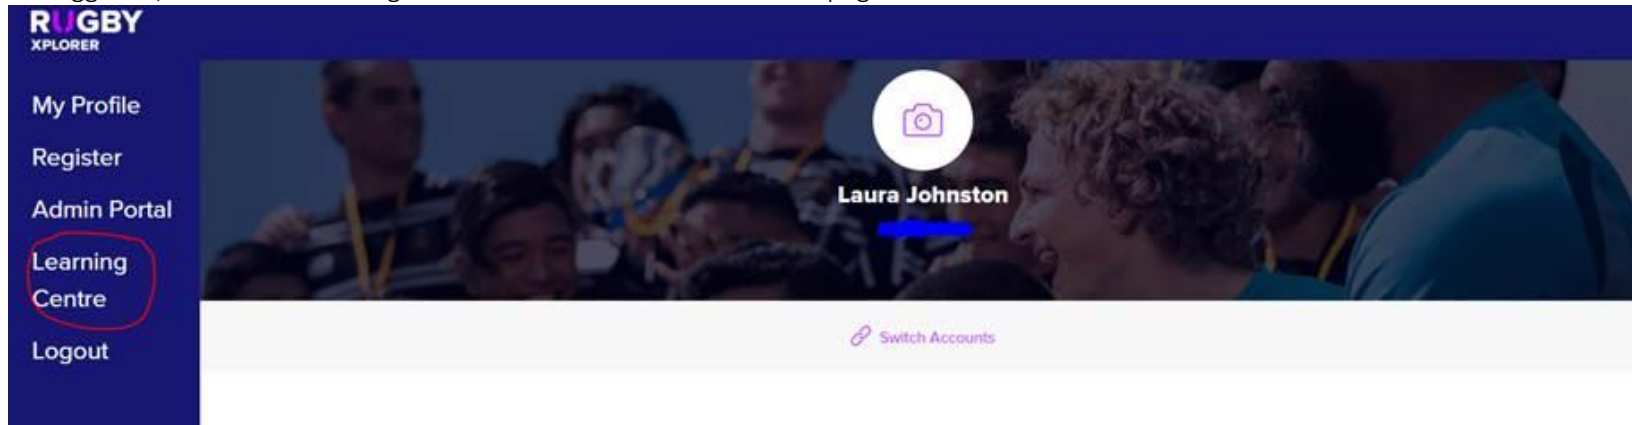 RUGBY
XPLORER
My Profile
Register
Admin Portal
Learning
Centre
Logout
Laura Johnston
Switch Accounts